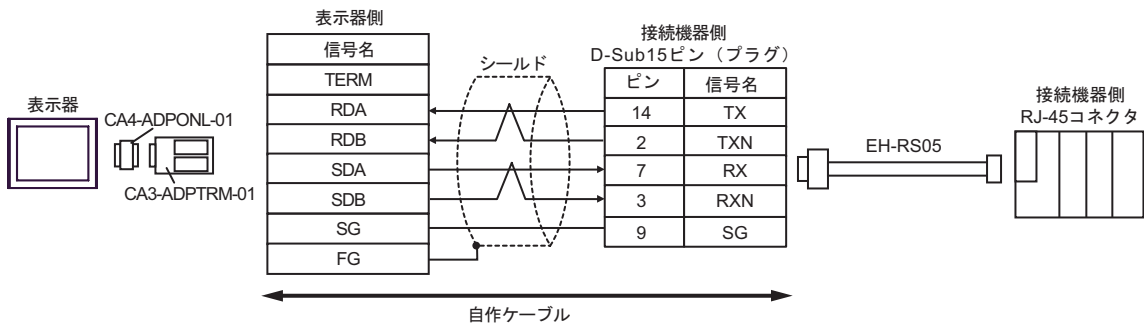 表示器
CA4-ADPONL-01
CA3-ADPTRM-01
表示器側
信号名
TERM
RDA
RDB
SDA
SDB
SG
FG
シールド
接続機器側
D-Sub15ピン（プラグ）
ピン 信号名
14 TX
2 TXN
7 RX
3 RXN
9 SG
自作ケーブル
EH-RS05
接続機器側
RJ-45コネクタ